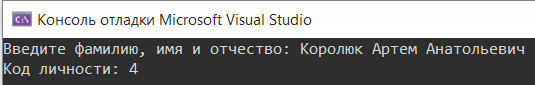 Консоль отладки Microsoft Visual Studio
Введите фамилию, имя и отчество: Королюк Артем Анатольевич
Код личности: 4